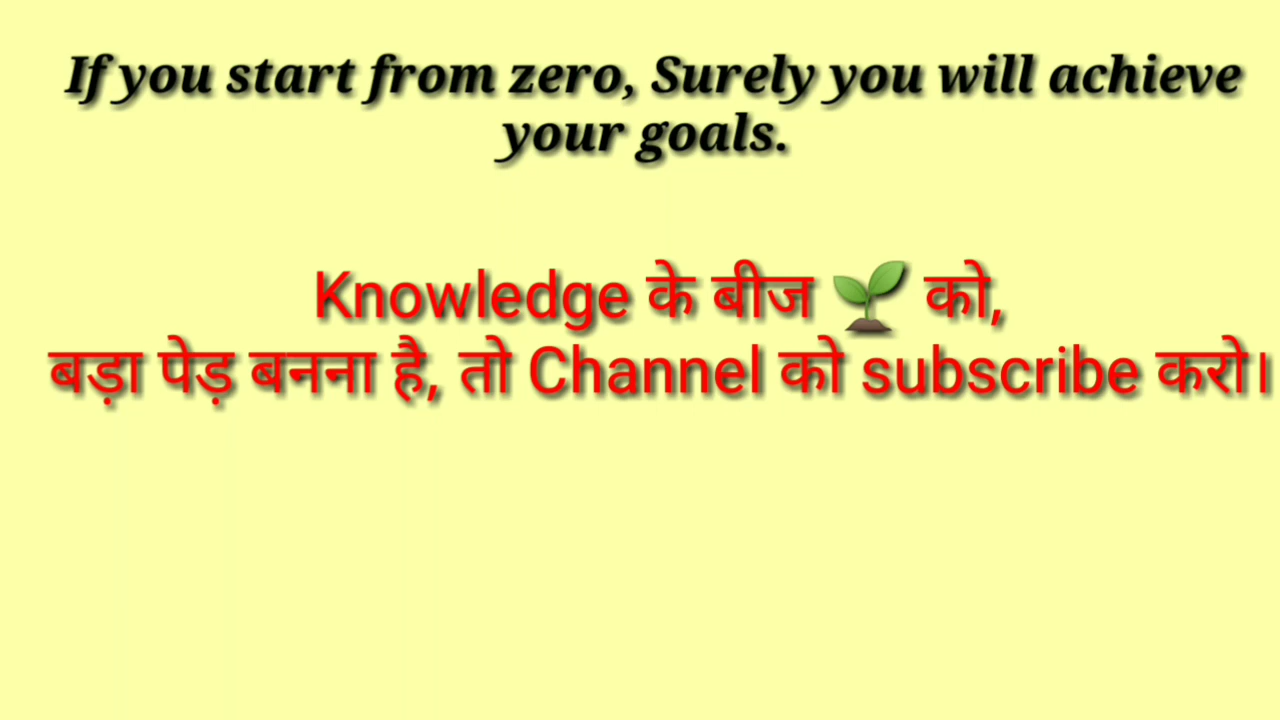 If you start from zero, Surely you will achieve
your goals.
Knowledge के बीज 🌱 को,
बड़ा पेड़ बनना है, तो Channel को subscribe करो।